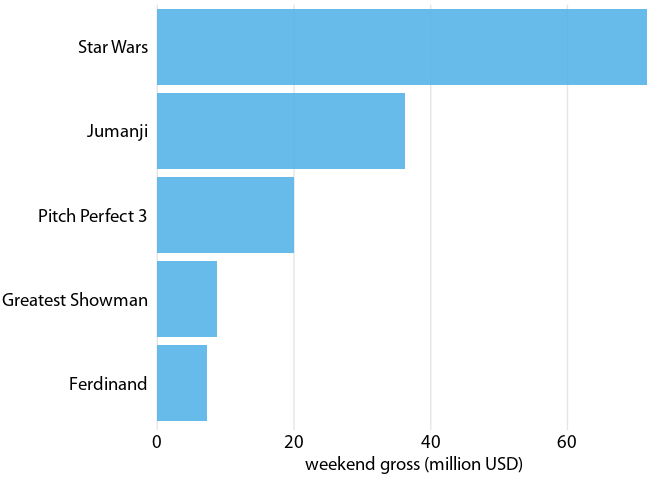 Star Wars
Jumanji
Pitch Perfect 3
Greatest Showman
Ferdinand
0 20 40 60
weekend gross (million USD)